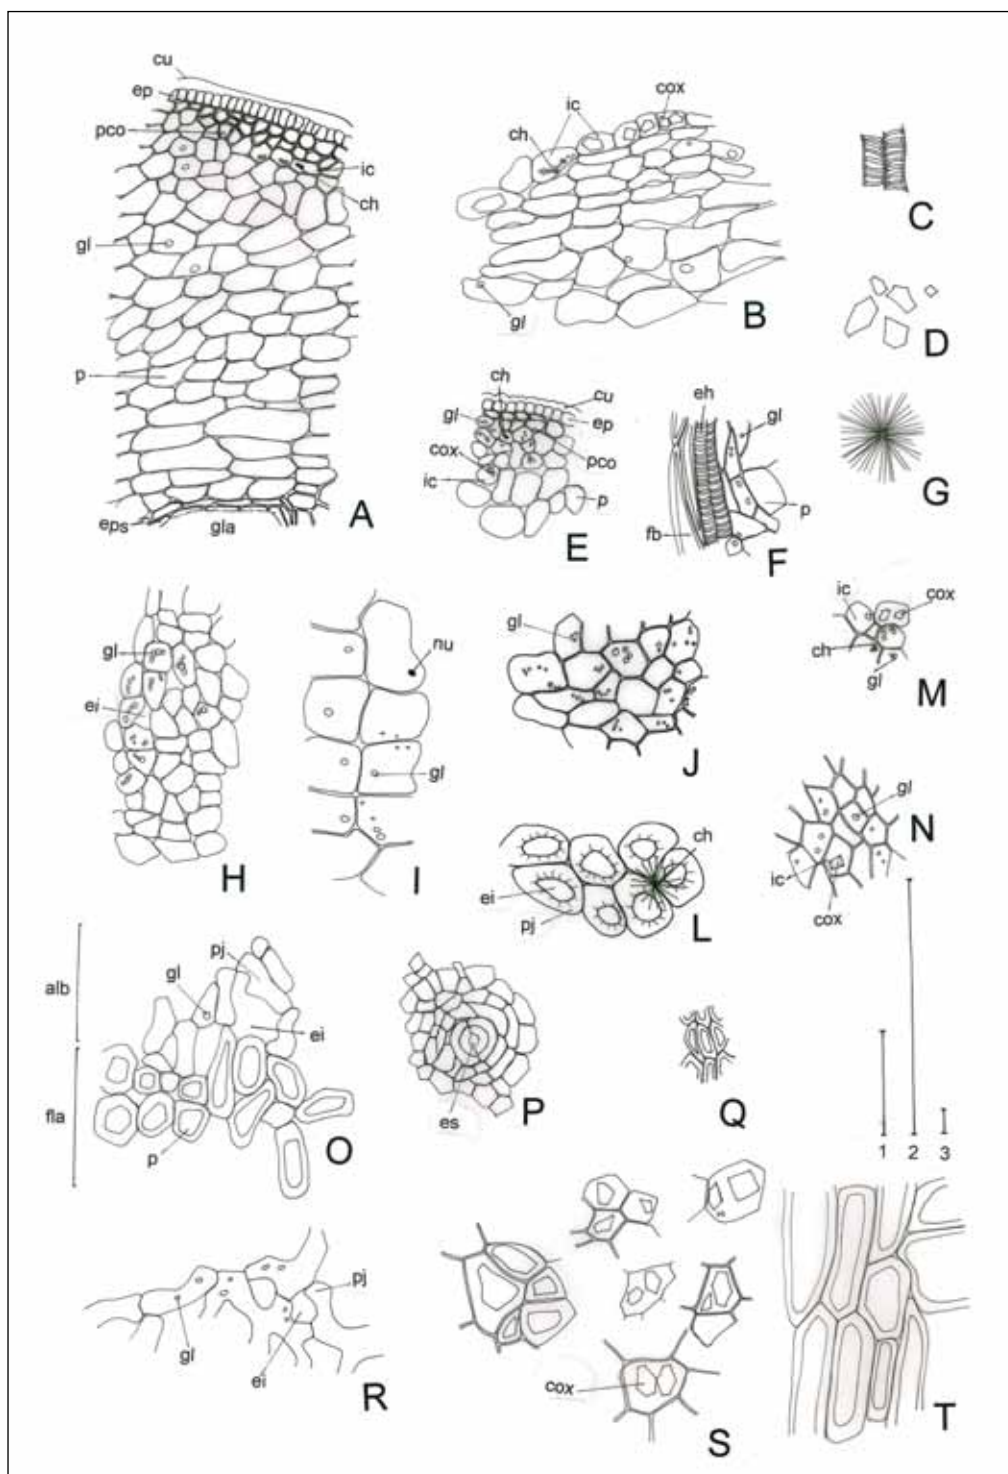 cu
ep
pco
ic
ch
gl
p
eps
gla
A
cox
ic
ch
gl
B
C
D
ch
cu
gl
ep
cox
pco
ic
p
E
eh
gl
p
fb
F
G
gl
ei
H
nu
gl
I
gl
J
ic
cox
ch
gl
M
ch
ei
pj
L
gl
ic
cox
N
alb
fla
gl
pj
ei
p
O
es
P
Q
1 2 3
gl
ei
pj
R
cox
S
T